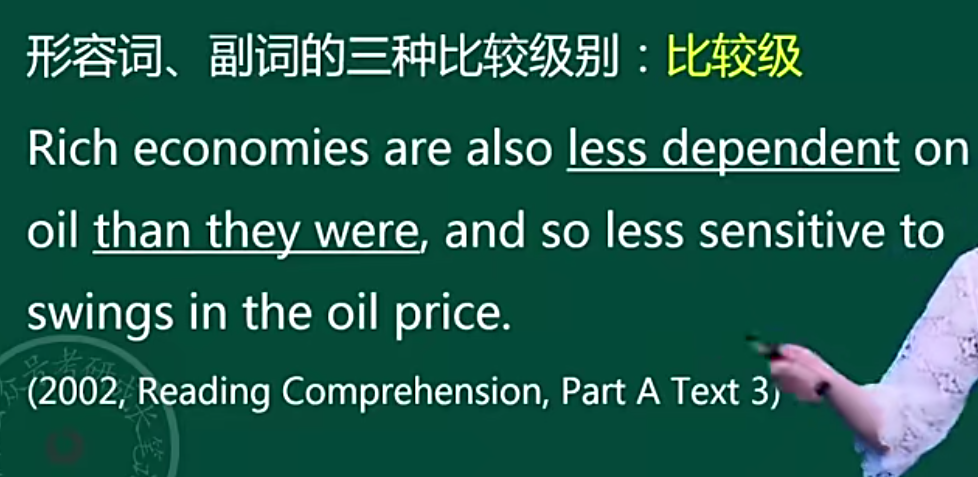 形容词、副词的三种比较级别：比较级
Rich economies are also less dependent on
oil than they were, and so less sensitive to
swings in the oil price.
(2002, Reading Comprehension, Part A Text 3)